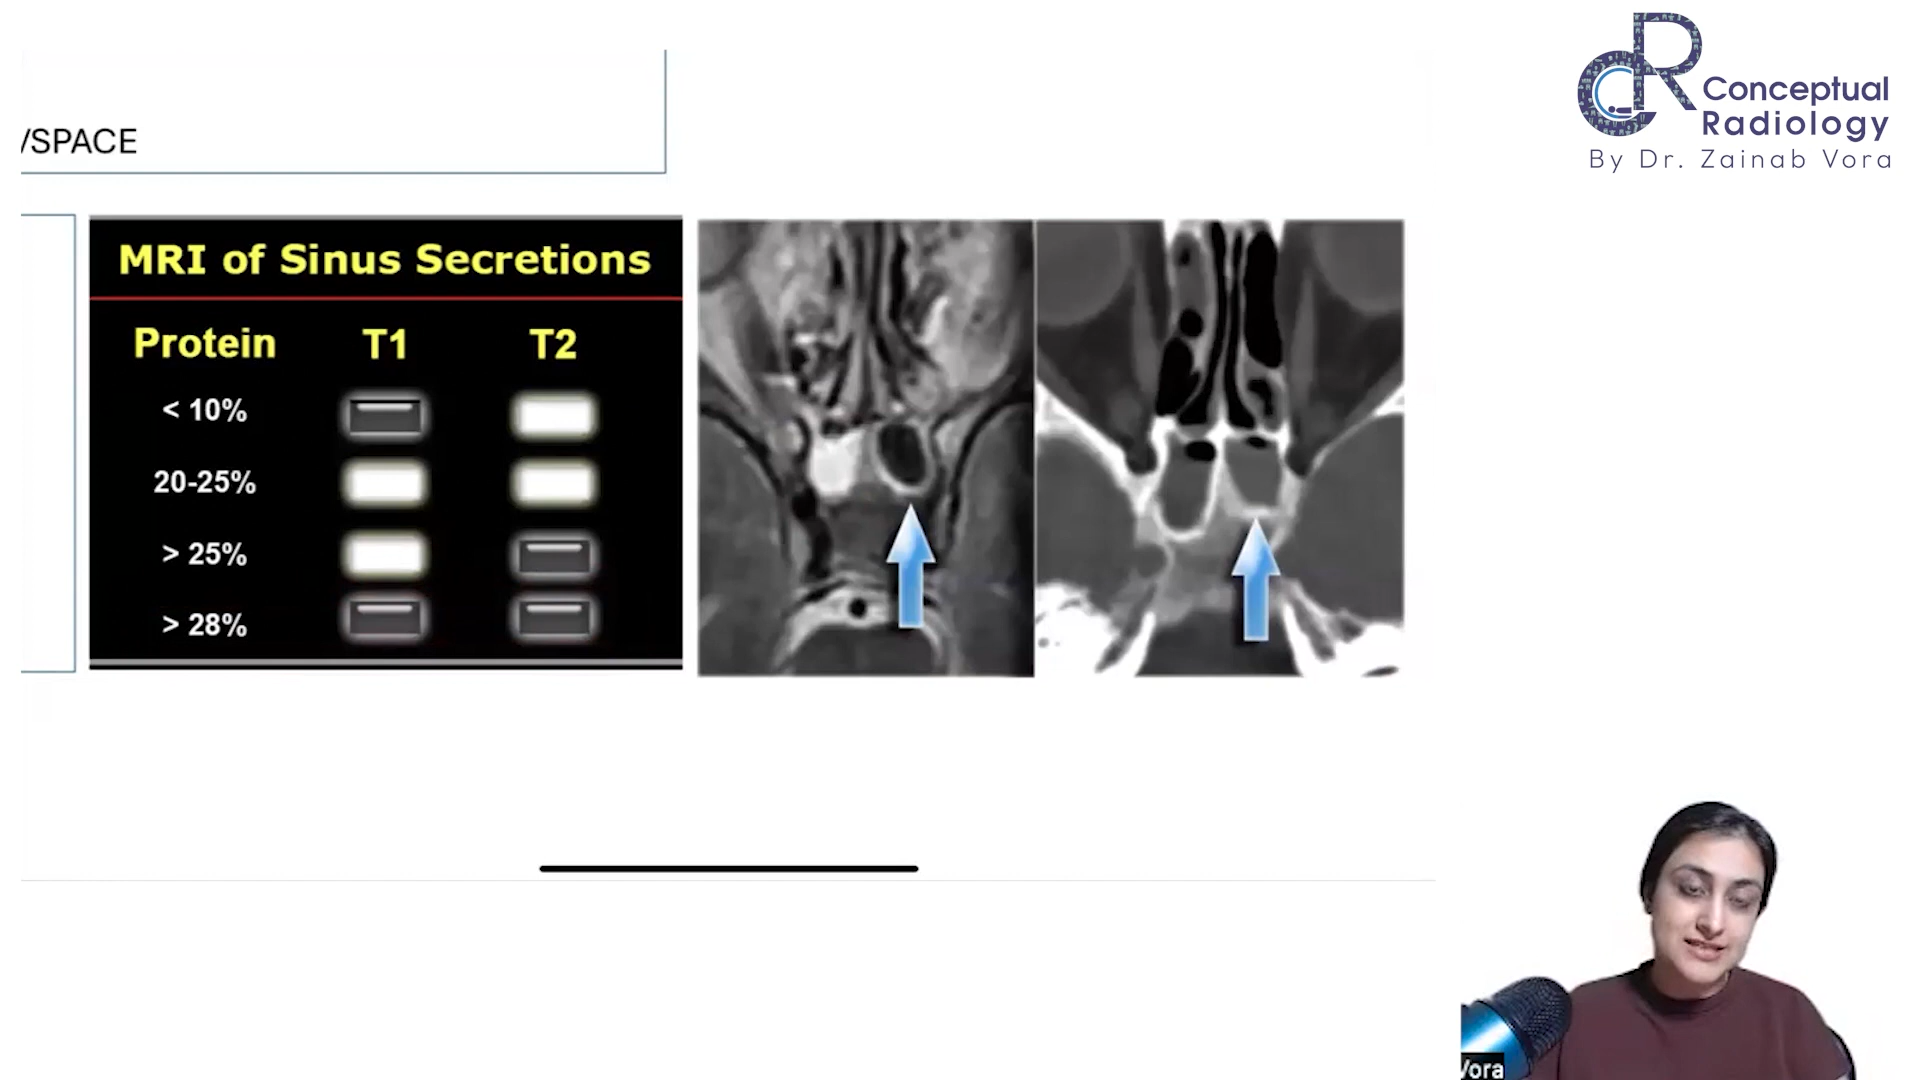 Conceptual
Radiology
By Dr. Zainab Vora
/SPACE
MRI of Sinus Secretions
Protein T1 T2
< 10%
20-25%
> 25%
> 28%
Vora